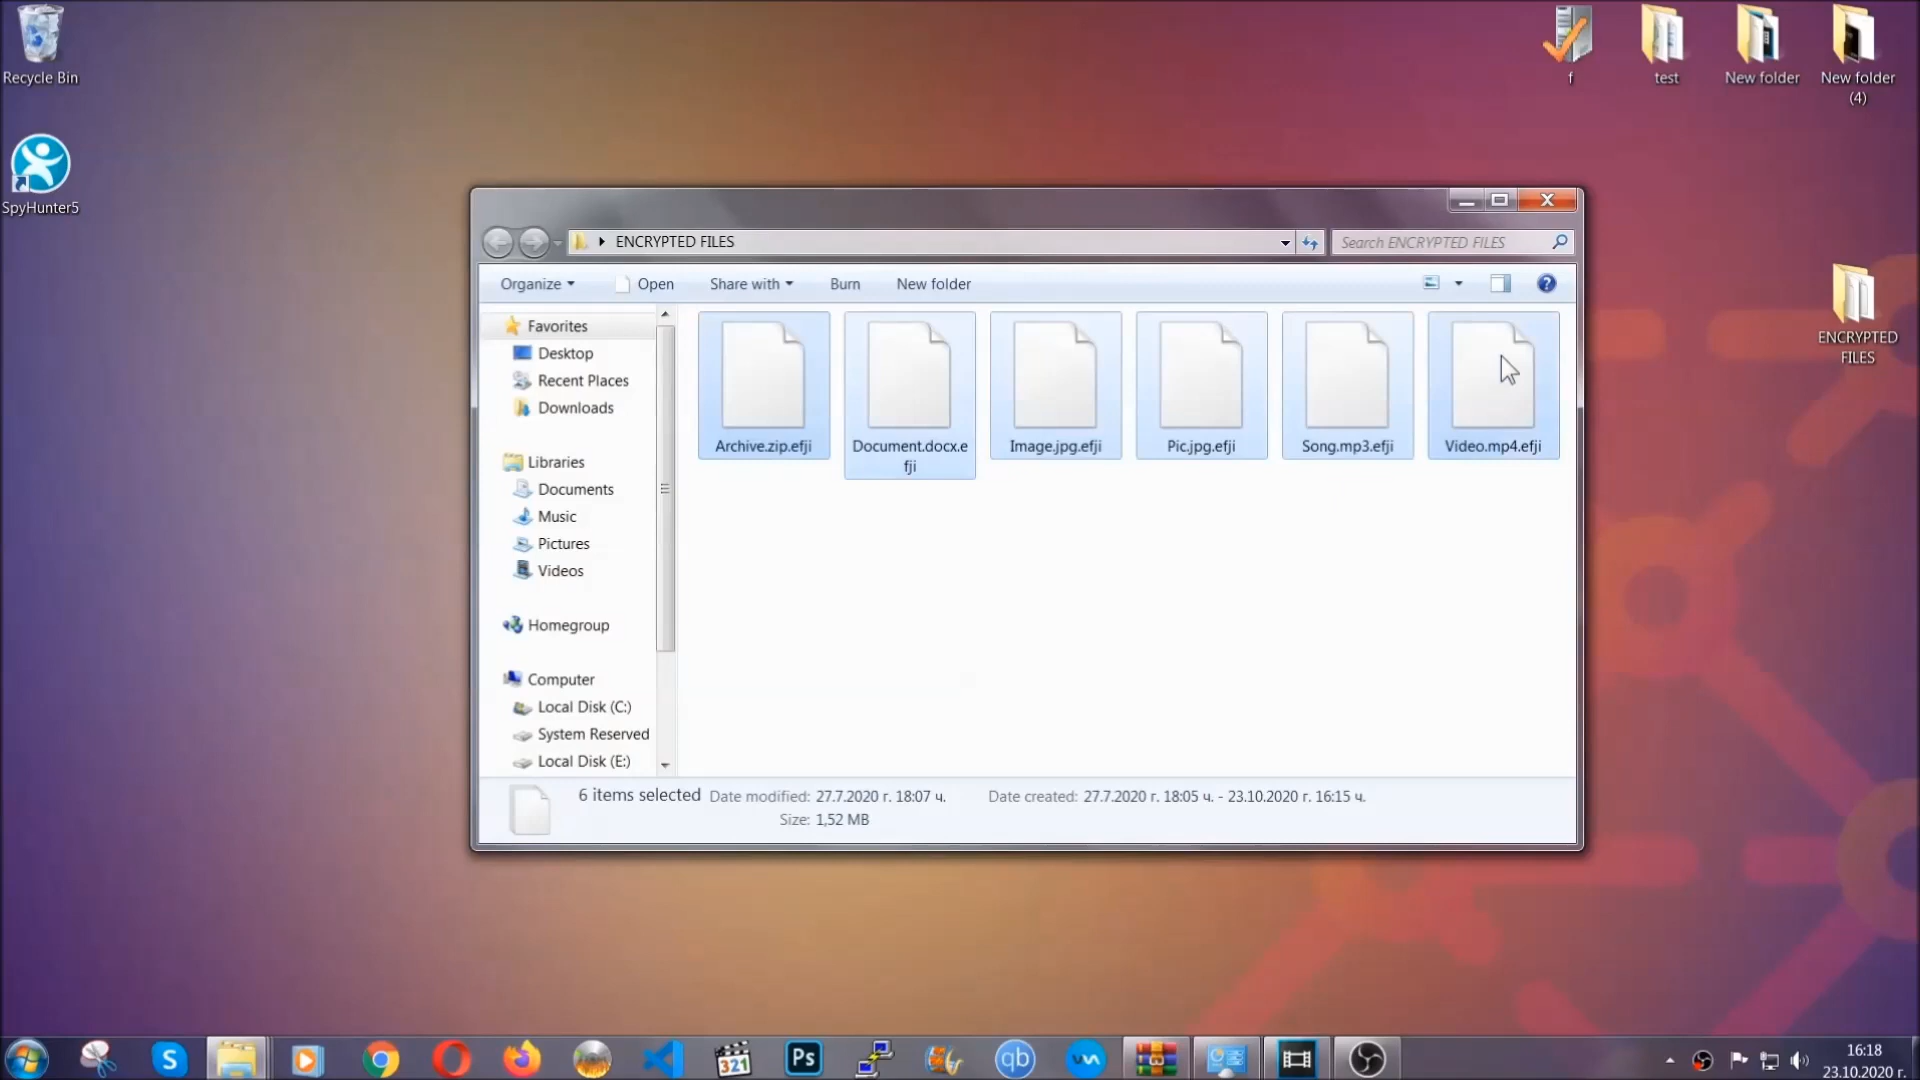 Recycle Bin
SpyHunter5
f
test
New folder
New folder
(4)
ENCRYPTED
FILES
ENCRYPTED FILES
Search ENCRYPTED FILES
Organize
Open
Share with
Burn
New folder
Favorites
Desktop
Recent Places
Downloads
Libraries
Documents
Music
Pictures
Videos
Homegroup
Computer
Local Disk (C:)
System Reserved
Local Disk (E:)
Archive.zip.efji
Document.docx.e
fji
Image.jpg.efji
Pic.jpg.efji
Song.mp3.efji
Video.mp4.efji
6 items selected Date modified: 27.7.2020 г. 18:07 ч. Date created: 27.7.2020 г. 18:05 ч. - 23.10.2020 г. 16:15 ч.
Size: 1,52 MB
S
321
Ps
qb
16:18
23.10.2020 г.